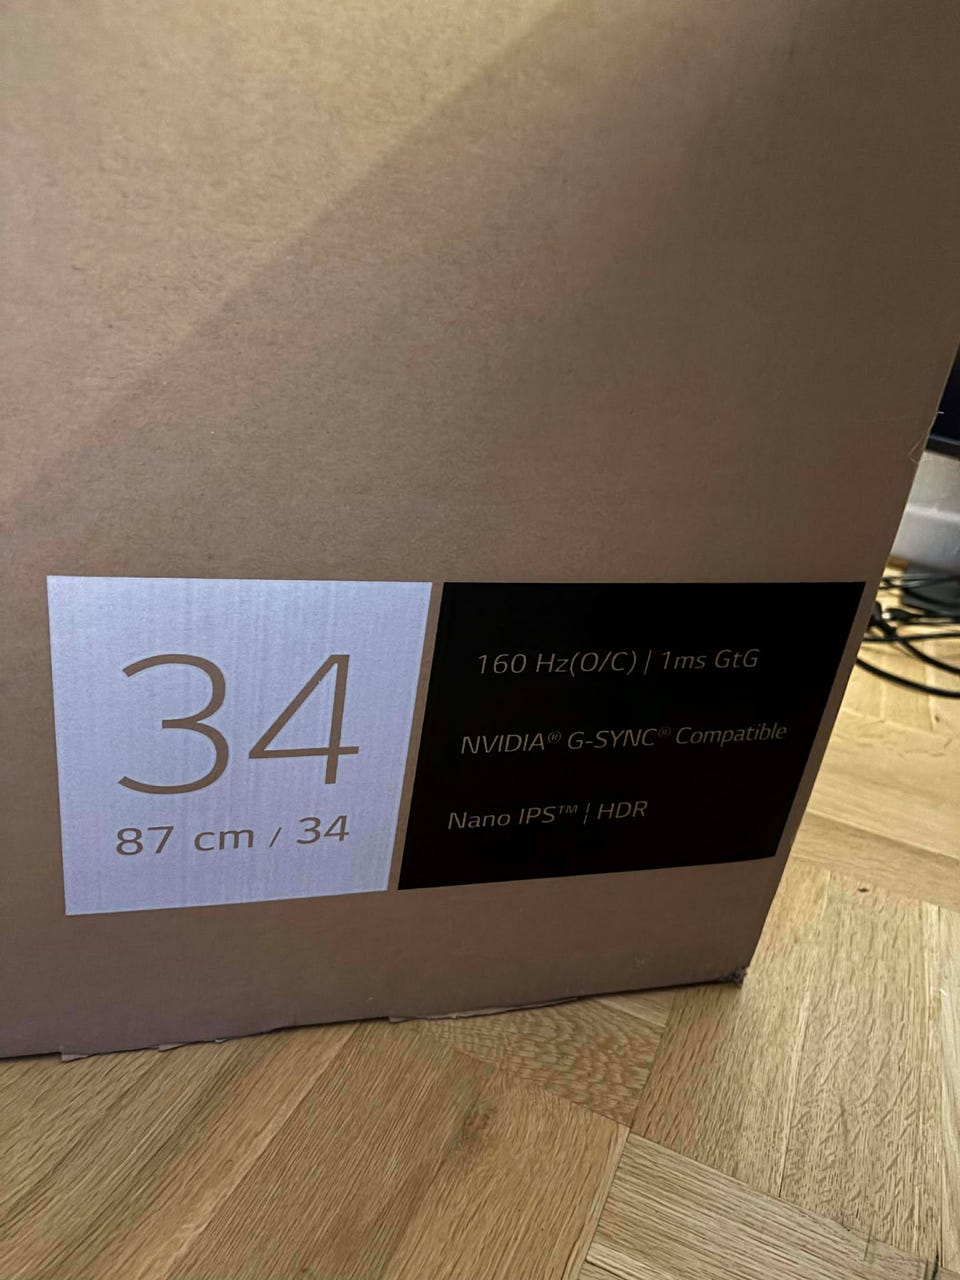 34
87 cm / 34
160 Hz(O/C) | 1ms GtG
NVIDIA® G-SYNC® Compatible
Nano IPS™ | HDR